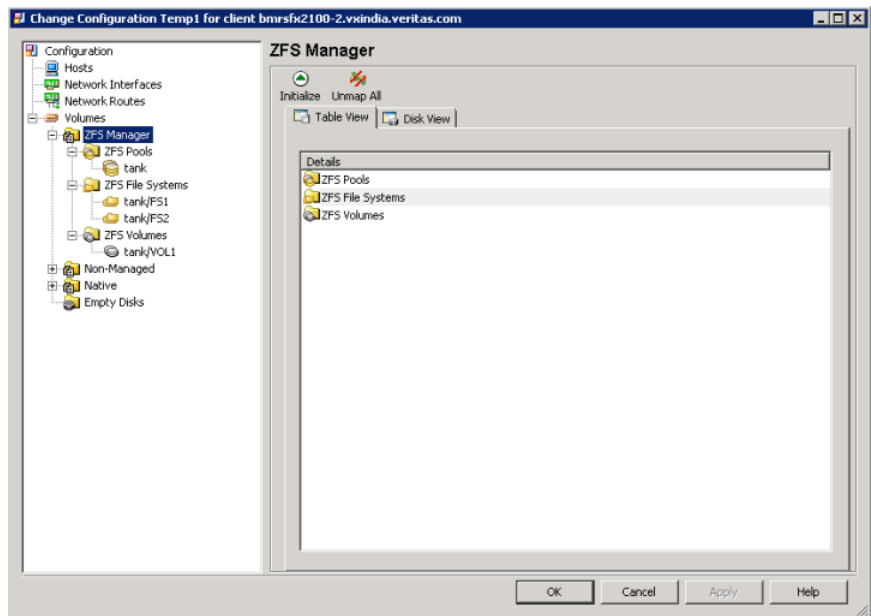 Change Configuration Temp1 for client bmrsfx2100-2.vxindia.veritas.com
Configuration
Hosts
Network Interfaces
Network Routes
Volumes
ZFS Manager
ZFS Pools
tank
ZFS File Systems
tank/FS1
tank/FS2
ZFS Volumes
tank/VOL1
Non-Managed
Native
Empty Disks
ZFS Manager
Initialize Unmap All
Table View Disk View
Details
ZFS Pools
ZFS File Systems
ZFS Volumes
OK Cancel Apply Help